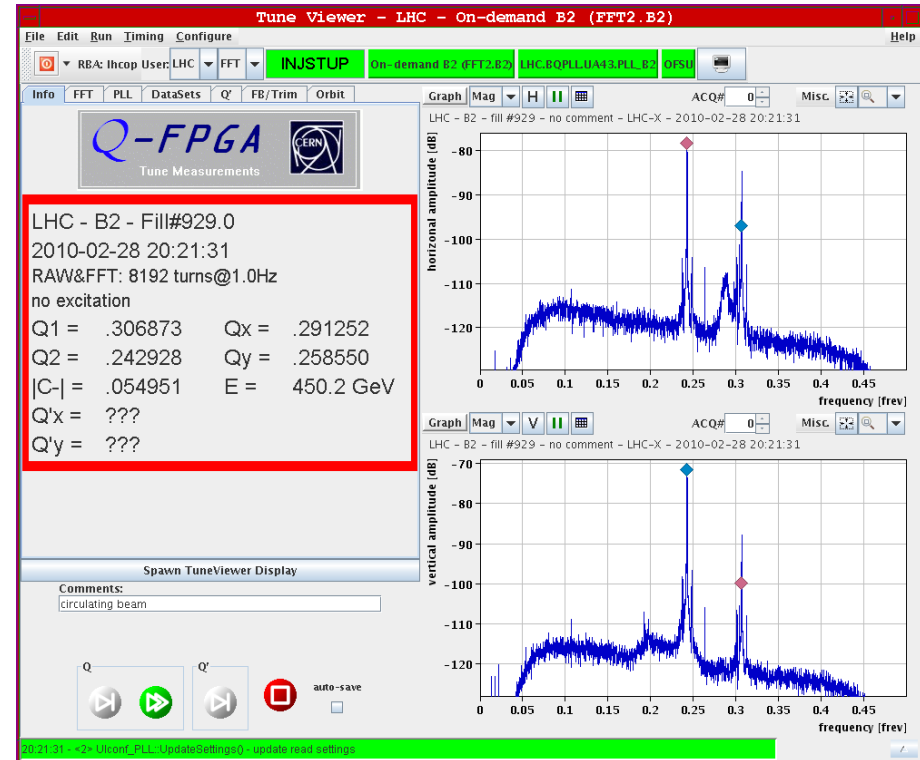 Tune Viewer - LHC - On-demand B2 (FFT2.B2)
File Edit Run Timing Configure Help
RBA: lhcop User: LHC FFT INJSTUP On-demand B2 (FFT2.B2) LHC.BQPLL.UA43.PLL_B2 OFSU
Info FFT PLL DataSets Q' FB/Trim Orbit
Q-FPGA
Tune Measurements
CERN
LHC - B2 - Fill#929.0
2010-02-28 20:21:31
RAW&FFT: 8192 turns@1.0Hz
no excitation
Q1 = .306873 Qx = .291252
Q2 = .242928 Qy = .258550
|C-| = .054951 E = 450.2 GeV
Q'x = ???
Q'y = ???
Spawn TuneViewer Display
Comments:
circulating beam
Q Q'
auto-save
Graph Mag H ACQ# 0 Misc.
LHC - B2 - fill #929 - no comment - LHC-X - 2010-02-28 20:21:31
horizonal amplitude [dB]
-80
-90
-100
-110
-120
0 0.05 0.1 0.15 0.2 0.25 0.3 0.35 0.4 0.45
frequency [frev]
Graph Mag V ACQ# 0 Misc.
LHC - B2 - fill #929 - no comment - LHC-X - 2010-02-28 20:21:31
vertical amplitude [dB]
-70
-80
-90
-100
-110
-120
0 0.05 0.1 0.15 0.2 0.25 0.3 0.35 0.4 0.45
frequency [frev]
20:21:31 - <2> UIconf_PLL::UpdateSettings() - update read settings